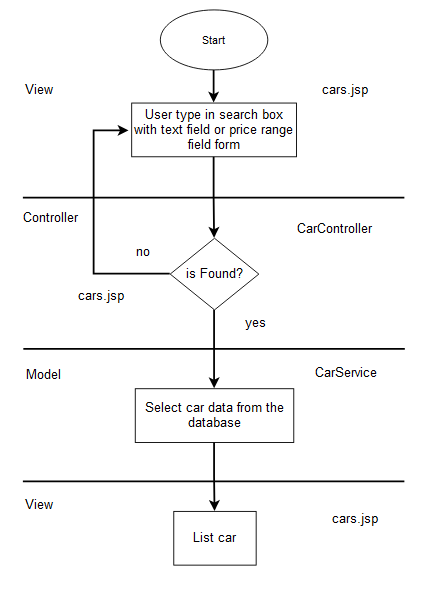 Start
View
cars.jsp
User type in search box
with text field or price range
field form
Controller
CarController
no
is Found?
cars.jsp
yes
Model
CarService
Select car data from the
database
View
cars.jsp
List car